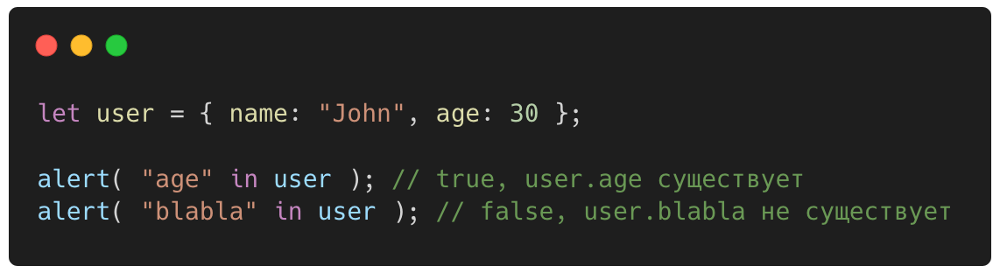 let user = { name: "John", age: 30 };
alert( "age" in user ); // true, user.age существует
alert( "blabla" in user ); // false, user.blabla не существует